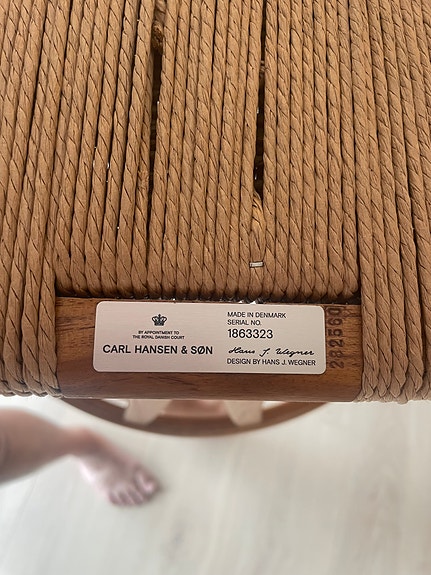 BY APPOINTMENT TO
THE ROYAL DANISH COURT
CARL HANSEN & SØN
MADE IN DENMARK
SERIAL NO.
1863323
Hans J. Wegner
DESIGN BY HANS J. WEGNER
282560